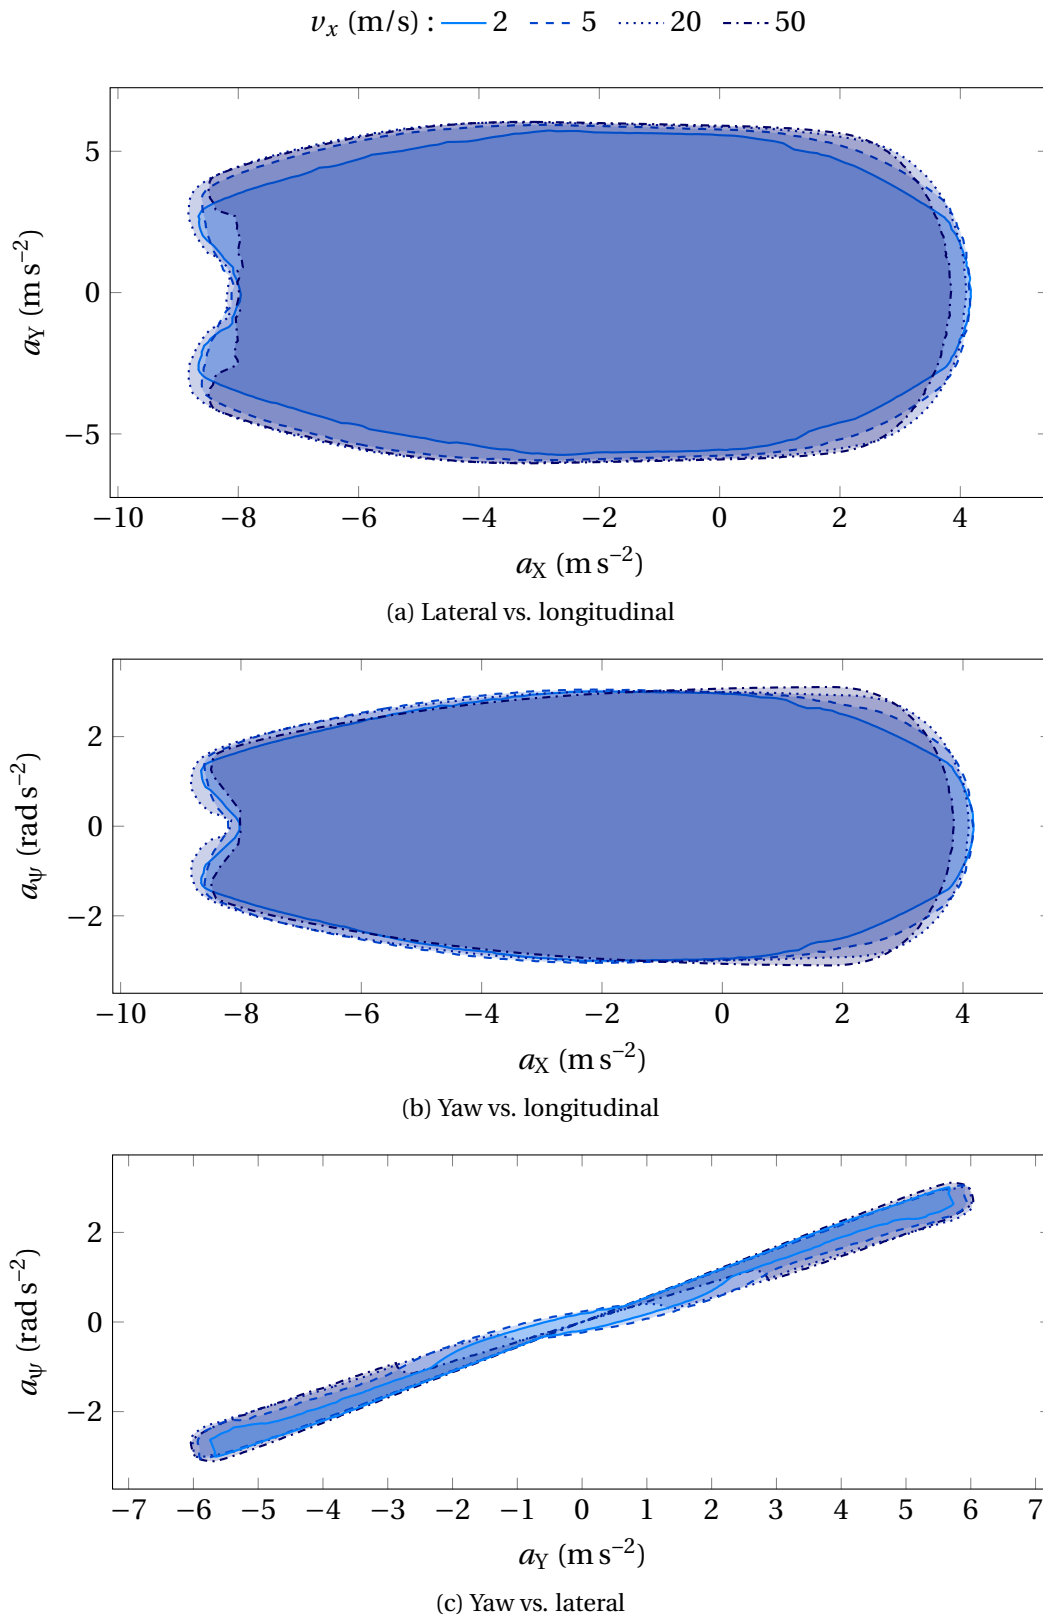 vₓ (m/s) : 2 5 20 50
5
0
−5
−10 −8 −6 −4 −2 0 2 4
a_Y (m s⁻²)
a_X (m s⁻²)
(a) Lateral vs. longitudinal
2
0
−2
−10 −8 −6 −4 −2 0 2 4
a_ψ (rad s⁻²)
a_X (m s⁻²)
(b) Yaw vs. longitudinal
2
0
−2
−7 −6 −5 −4 −3 −2 −1 0 1 2 3 4 5 6 7
a_ψ (rad s⁻²)
a_Y (m s⁻²)
(c) Yaw vs. lateral